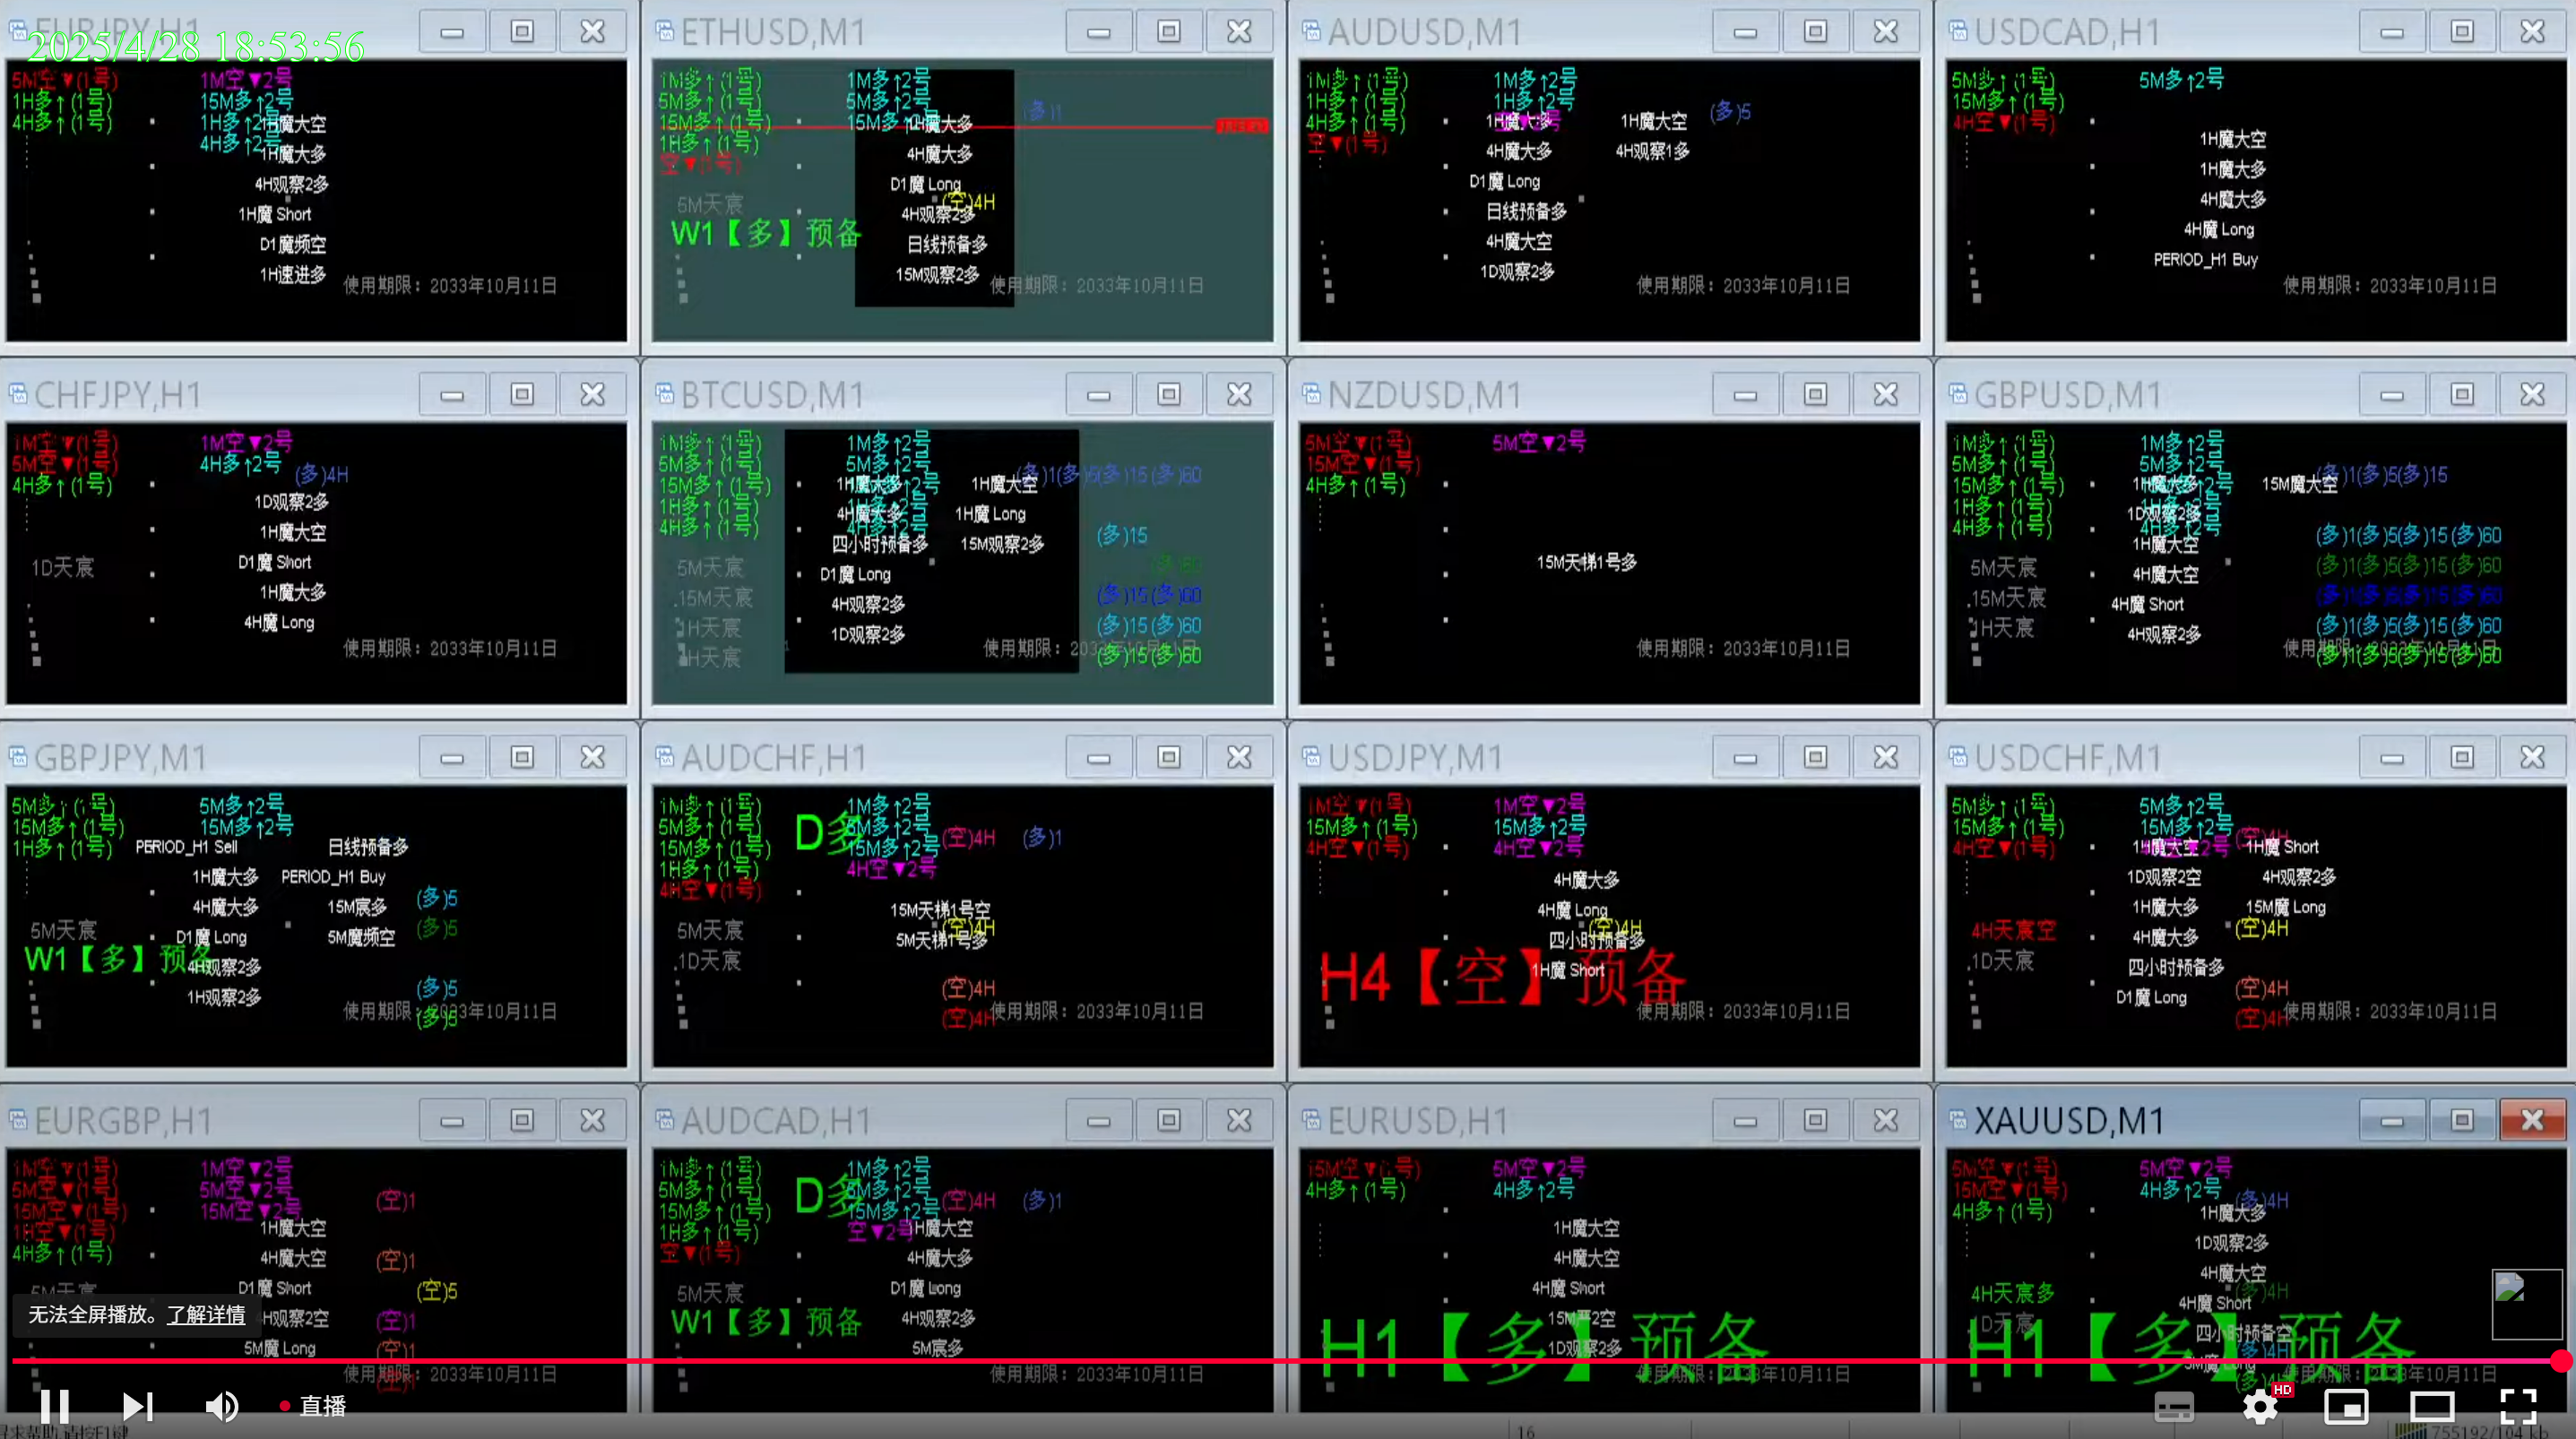 2025/4/28 18:53:56
EURJPY,H1
5M空▼(1号)
1M空▼2号
1H多↑(1号)
15M多↑2号
4H多↑(1号)
1H多↑2号
1H魔大空
4H多↑2号
1H魔大多
4H观察2多
1H魔 Short
D1魔频空
1H速进多
使用期限：2033年10月11日
ETHUSD,M1
1M多↑(1号)
1M多↑2号
5M多↑(1号)
5M多↑2号
(多)1
15M多↑(1号)
15M多↑2号
1H魔大多
1H多↑(1号)
4H魔大多
空▼(1号)
D1魔 Long
5M天宸
(空)4H
4H观察2多
W1【多】预备
日线预备多
15M观察2多
使用期限：2033年10月11日
AUDUSD,M1
1M多↑(1号)
1M多↑2号
1H多↑(1号)
1H多↑2号
(多)5
4H多↑(1号)
1H魔大多
1H魔大空
空▼(1号)
4H魔大多
4H观察1多
D1魔 Long
日线预备多
4H魔大空
1D观察2多
使用期限：2033年10月11日
USDCAD,H1
5M多↑(1号)
5M多↑2号
15M多↑(1号)
4H空▼(1号)
1H魔大空
1H魔大多
4H魔大多
4H魔 Long
PERIOD_H1 Buy
使用期限：2033年10月11日
CHFJPY,H1
1M空▼(1号)
1M空▼2号
5M空▼(1号)
4H多↑2号
(多)4H
4H多↑(1号)
1D观察2多
1H魔大空
D1魔 Short
1D天宸
1H魔大多
4H魔 Long
使用期限：2033年10月11日
BTCUSD,M1
1M多↑(1号)
1M多↑2号
5M多↑(1号)
5M多↑2号
(多)1(多)5(多)15(多)60
15M多↑(1号)
1H魔大多
1H魔大空
1H多↑(1号)
4H魔大多
1H魔 Long
4H多↑(1号)
4H多↑2号
(多)15
四小时预备多
15M观察2多
5M天宸
(多)60
D1魔 Long
15M天宸
(多)15(多)60
4H观察2多
1H天宸
(多)15(多)60
1D观察2多
H天宸
(多)15(多)60
使用期限：2033年10月11日
NZDUSD,M1
5M空▼(1号)
5M空▼2号
15M空▼(1号)
4H多↑(1号)
15M天梯1号多
使用期限：2033年10月11日
GBPUSD,M1
1M多↑(1号)
1M多↑2号
5M多↑(1号)
5M多↑2号
(多)1(多)5(多)15
15M多↑(1号)
1H魔大多
15M魔大空
1H多↑(1号)
1D观察2多
4H多↑(1号)
4H多↑2号
(多)1(多)5(多)15(多)60
1H魔大空
5M天宸
(多)1(多)5(多)15(多)60
4H魔大空
15M天宸
(多)1(多)5(多)15(多)60
4H魔 Short
1H天宸
(多)1(多)5(多)15(多)60
4H观察2多
(多)1(多)5(多)15(多)60
GBPJPY,M1
5M多↑(1号)
5M多↑2号
15M多↑(1号)
15M多↑2号
1H多↑(1号)
PERIOD_H1 Sell
日线预备多
1H魔大多
PERIOD_H1 Buy
(多)5
4H魔大多
15M宸多
5M天宸
(多)5
D1魔 Long
5M魔频空
W1【多】预备
4H观察2多
(多)5
1H观察2多
(多)5
使用期限：2033年10月11日
AUDCHF,H1
1M多↑(1号)
1M多↑2号
5M多↑(1号)
D多
5M多↑2号
(空)4H
(多)1
15M多↑(1号)
15M多↑2号
1H多↑(1号)
4H空▼2号
4H空▼(1号)
15M天梯1号空
5M天宸
(空)4H
5M天梯1号多
1D天宸
(空)4H
(空)4H
使用期限：2033年10月11日
USDJPY,M1
1M空▼(1号)
1M空▼2号
15M多↑(1号)
15M多↑2号
4H空▼(1号)
4H空▼2号
4H魔大多
4H魔 Long
(空)4H
四小时预备多
H4【空】预备
1H魔 Short
使用期限：2033年10月11日
USDCHF,M1
5M多↑(1号)
5M多↑2号
15M多↑(1号)
15M多↑2号
(空)4H
4H空▼(1号)
1H魔大空
1H魔 Short
1D观察2空
4H观察2多
1H魔大多
15M魔 Long
4H天宸空
4H魔大多
(空)4H
1D天宸
四小时预备多
(空)4H
D1魔 Long
(空)4H
使用期限：2033年10月11日
EURGBP,H1
1M空▼(1号)
1M空▼2号
5M空▼(1号)
5M空▼2号
(空)1
15M空▼(1号)
15M空▼2号
1H空▼(1号)
1H魔大空
4H多↑(1号)
4H魔大空
(空)1
5M天宸
D1魔 Short
(空)5
4H观察2空
(空)1
5M魔 Long
(空)1
使用期限：2033年10月11日
AUDCAD,H1
1M多↑(1号)
1M多↑2号
5M多↑(1号)
D多
5M多↑2号
(空)4H
(多)1
15M多↑(1号)
15M多↑2号
1H多↑(1号)
空▼2号
1H魔大空
空▼(1号)
4H魔大多
5M天宸
D1魔 Long
W1【多】预备
4H观察2多
5M宸多
使用期限：2033年10月11日
EURUSD,H1
15M空▼(1号)
5M空▼2号
4H多↑(1号)
4H多↑2号
1H魔大空
4H魔大空
4H魔 Short
H1【多】预备
1D观察2多
使用期限：2033年10月11日
XAUUSD,M1
5M空▼(1号)
5M空▼2号
15M空▼(1号)
4H多↑2号
(多)4H
4H多↑(1号)
1H魔大多
1D观察2多
4H魔大空
4H天宸多
(多)4H
4H魔 Short
1D天宸
四小时预备空
H1【多】预备
(多)4H
使用期限：2033年10月11日
无法全屏播放。了解详情
直播
HD
16
755192/104 kb